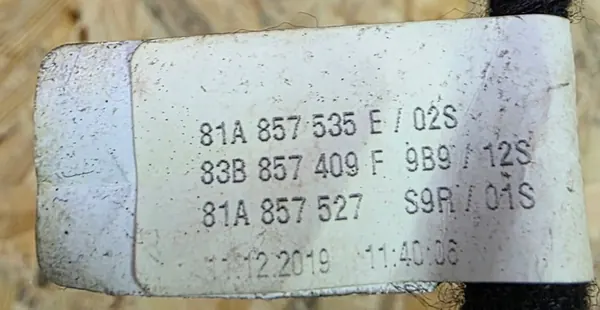 81A 857 535 E / 02S
83B 857 409 F 9B9 / 12S
81A 857 527 S9R / 01S
11.12.2019 11:40:06